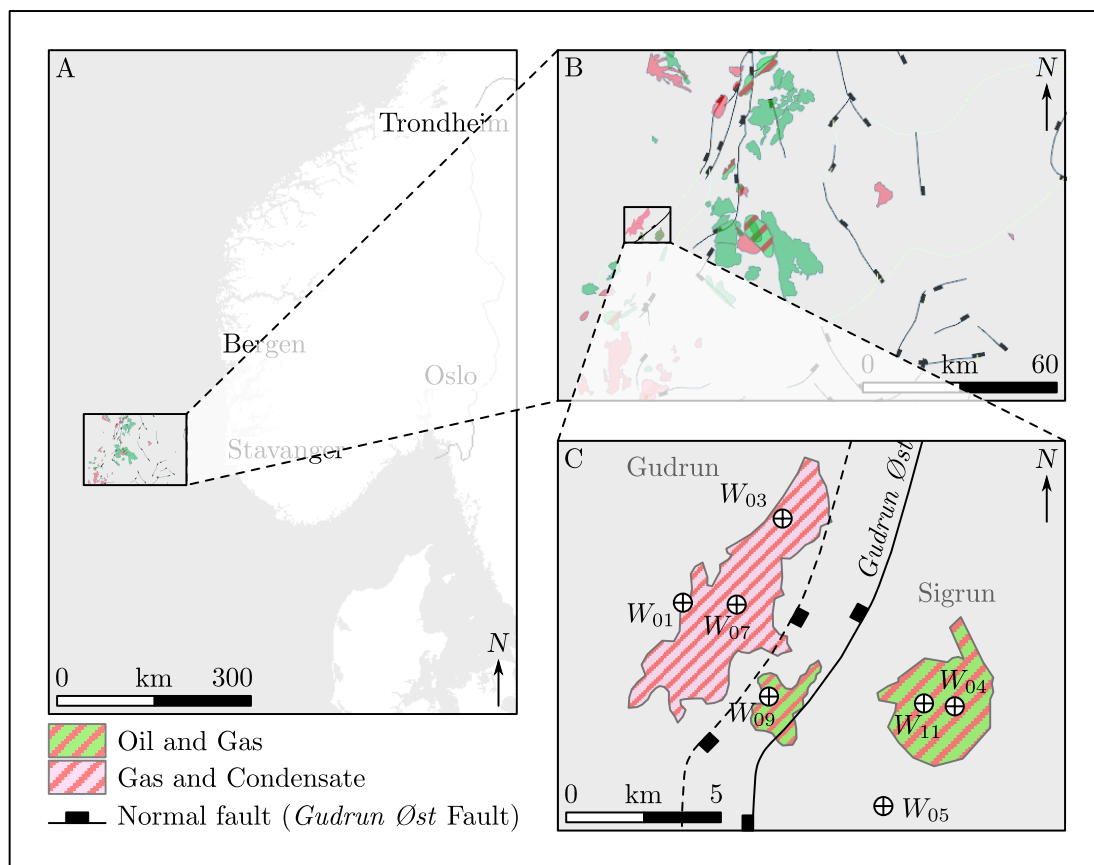 A
Trondheim
Bergen
Oslo
Stavanger
N
0 km 300
B
N
0 km 60
C
Gudrun
N
W03
Gudrun Øst
Sigrun
W01
W07
W04
W09
W11
0 km 5
W05
Oil and Gas
Gas and Condensate
Normal fault (Gudrun Øst Fault)